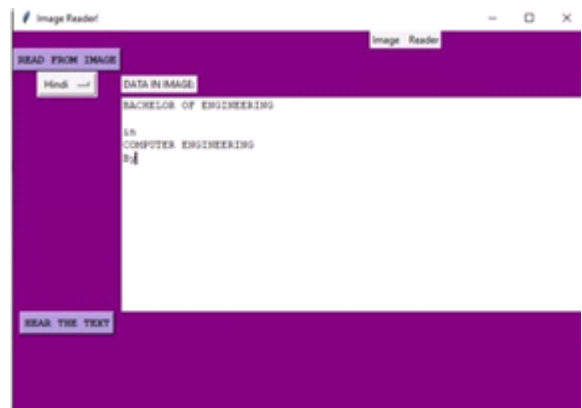 Image Reader!
Image Reader
READ FROM IMAGE
Hindi
DATA IN IMAGE:
BACHELOR OF ENGINEERING
in
COMPUTER ENGINEERING
By
HEAR THE TEXT